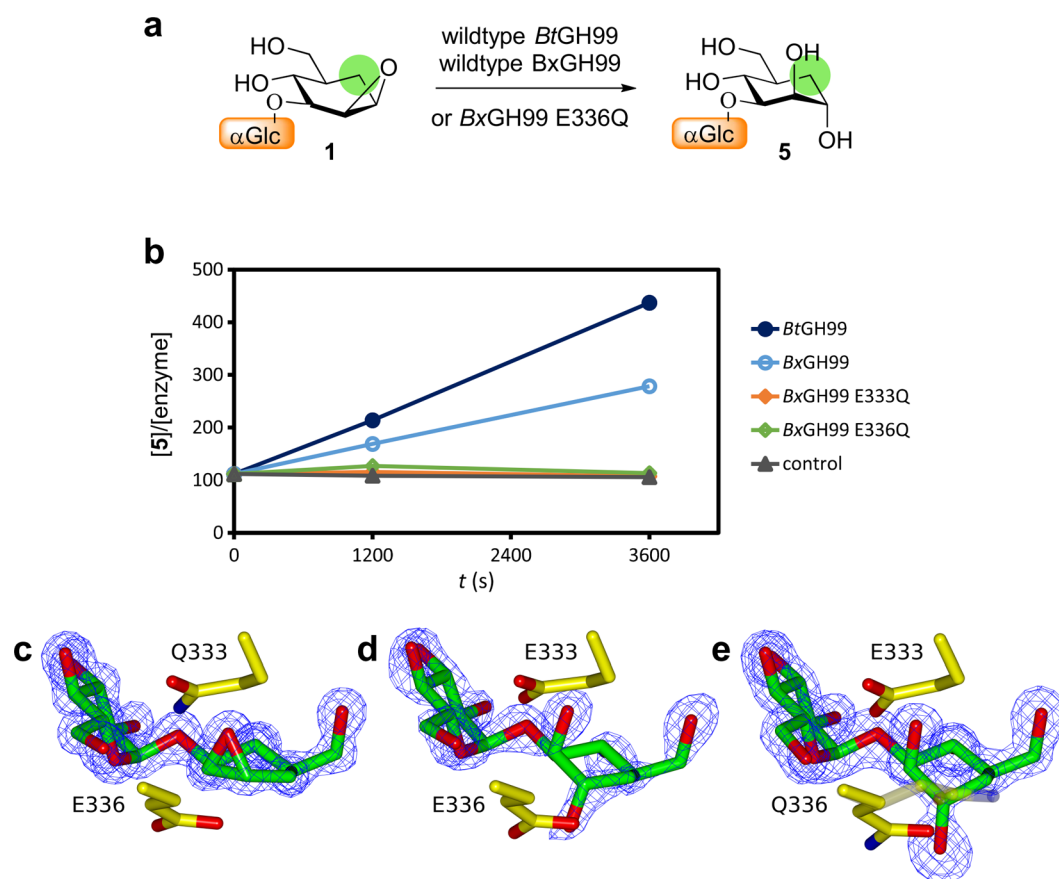 a
HO
HO
O
O
αGlc
1
wildtype BtGH99
wildtype BxGH99
or BxGH99 E336Q
HO
OH
HO
O
αGlc
OH
5
b
[5]/[enzyme]
500
400
300
200
100
0
0 1200 2400 3600
t (s)
BtGH99
BxGH99
BxGH99 E333Q
BxGH99 E336Q
control
c
Q333
E336
d
E333
E336
e
E333
Q336